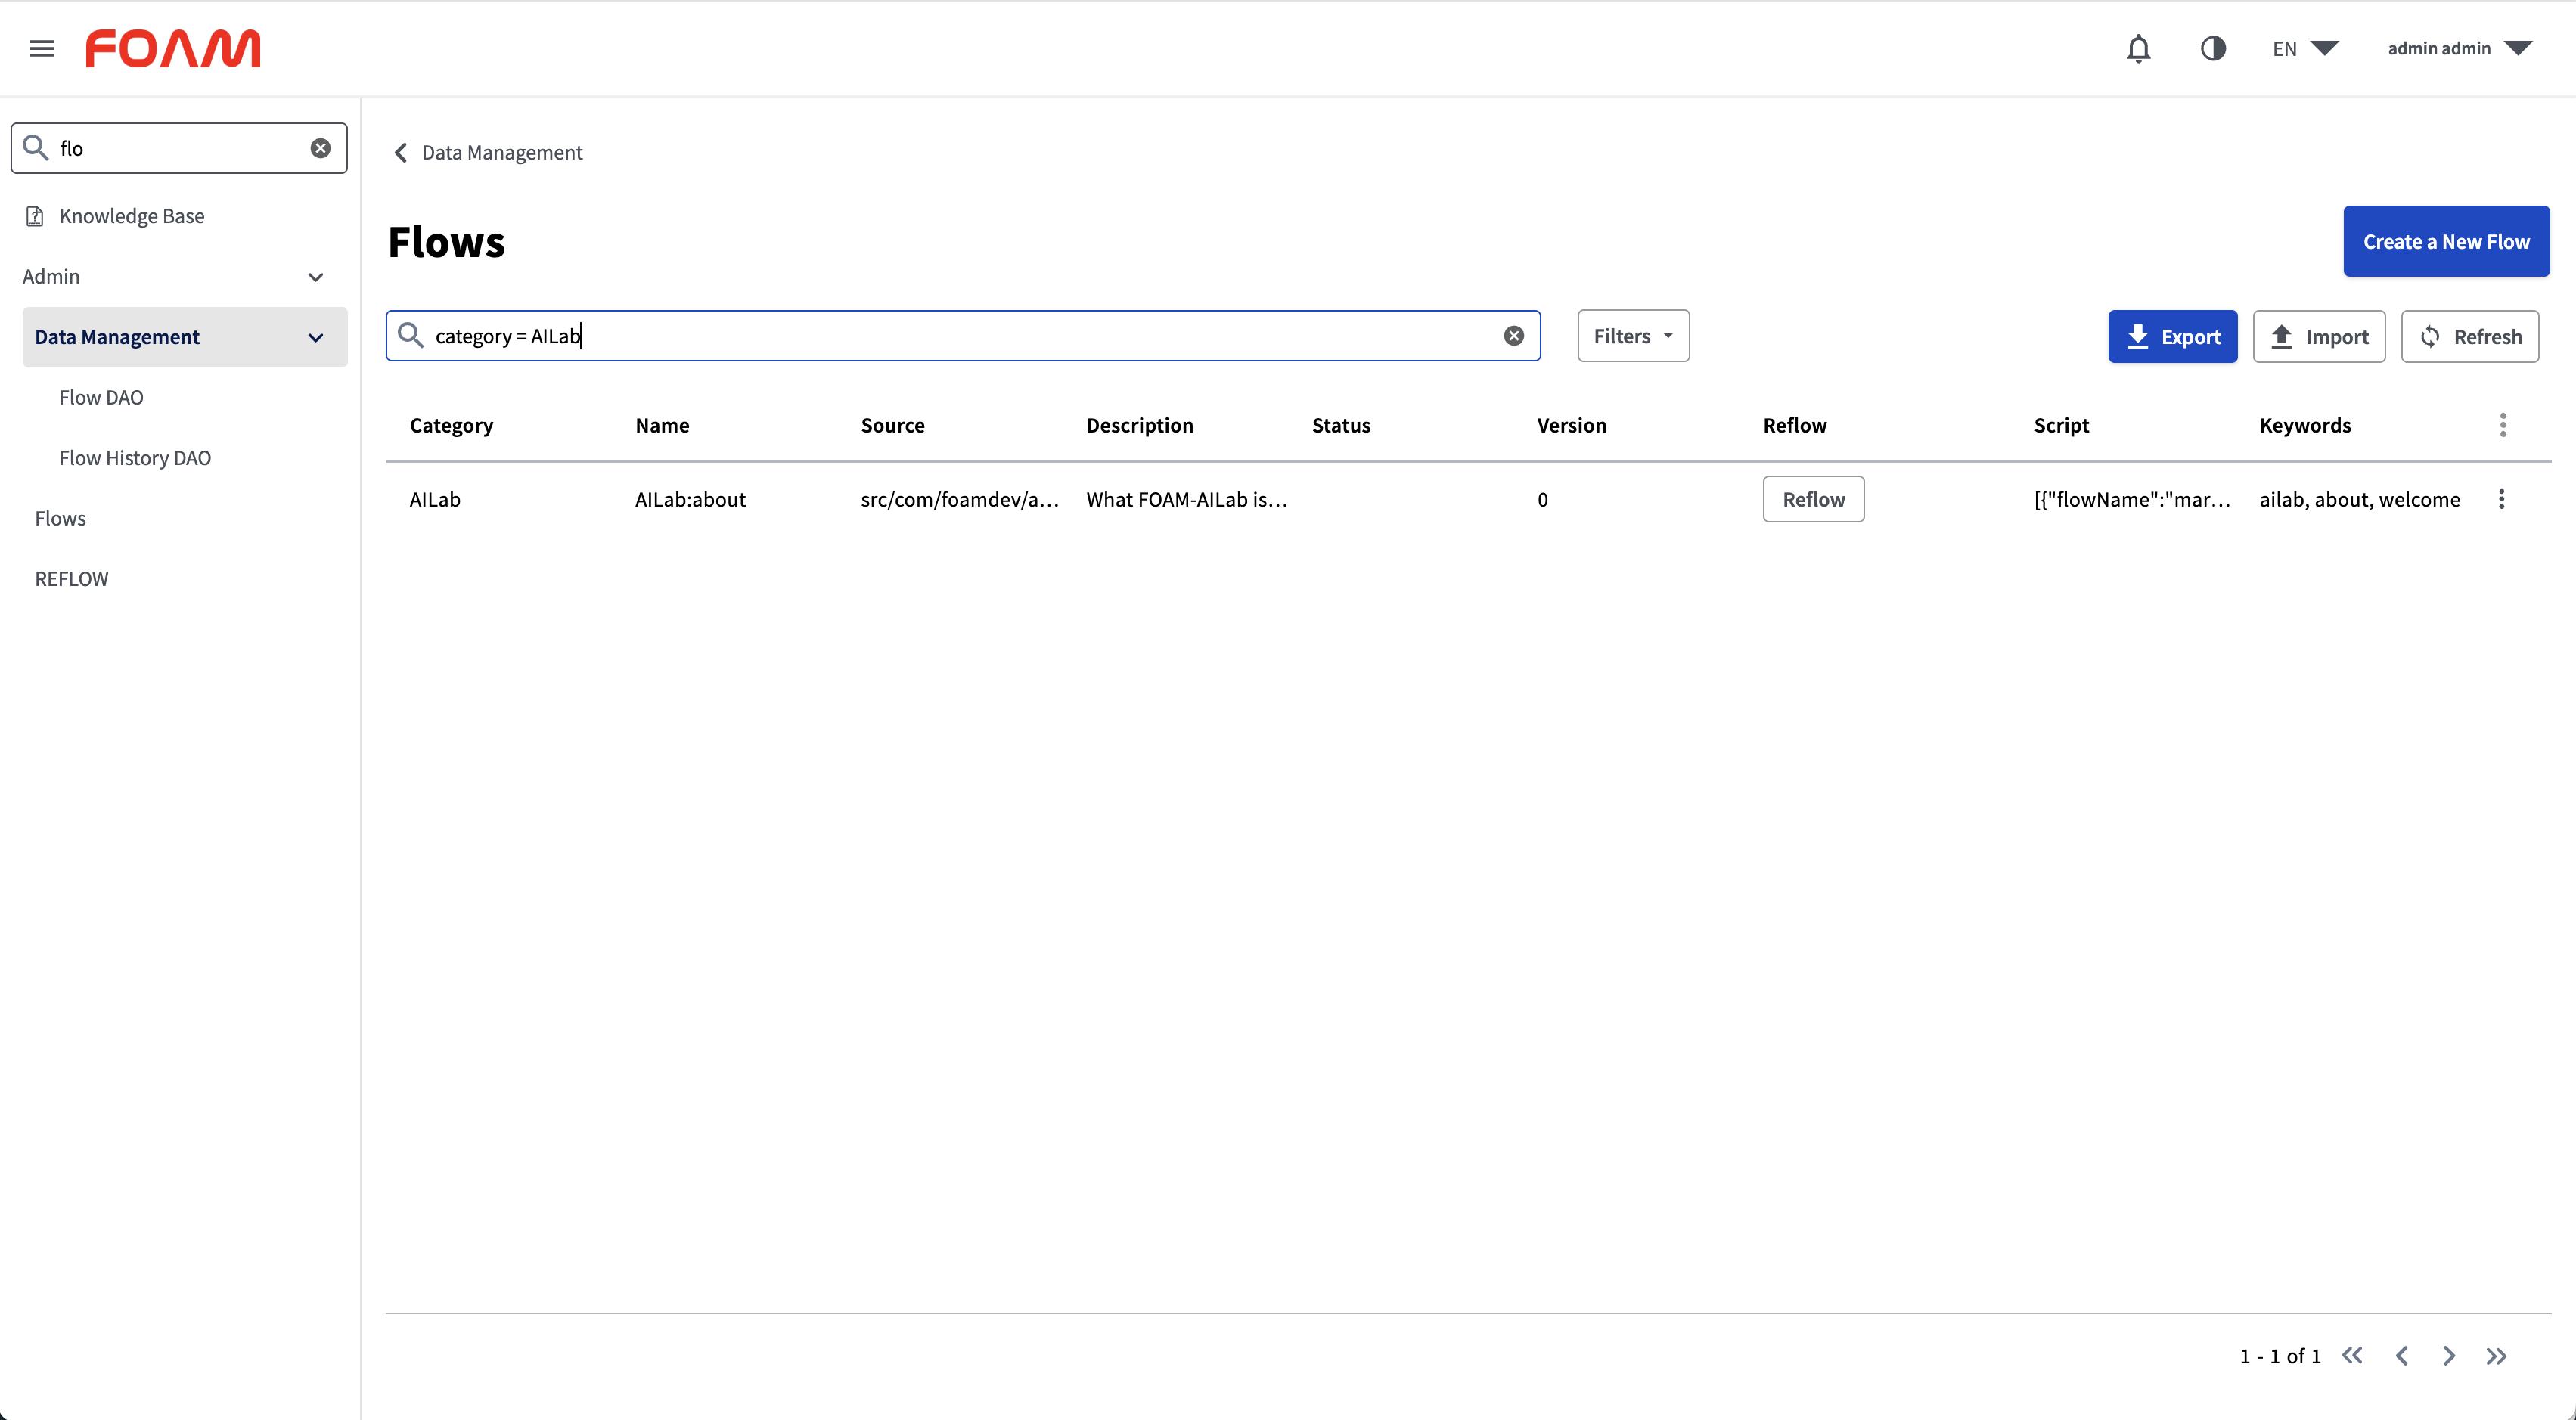 FOAM
EN
admin admin
flo
Knowledge Base
Admin
Data Management
Flow DAO
Flow History DAO
Flows
REFLOW
Data Management
Flows
Create a New Flow
category = AILab
Filters
Export
Import
Refresh
Category Name Source Description Status Version Reflow Script Keywords
AILab AILab:about src/com/foamdev/a... What FOAM-AILab is... 0 Reflow [{"flowName":"mar... ailab, about, welcome
1 - 1 of 1